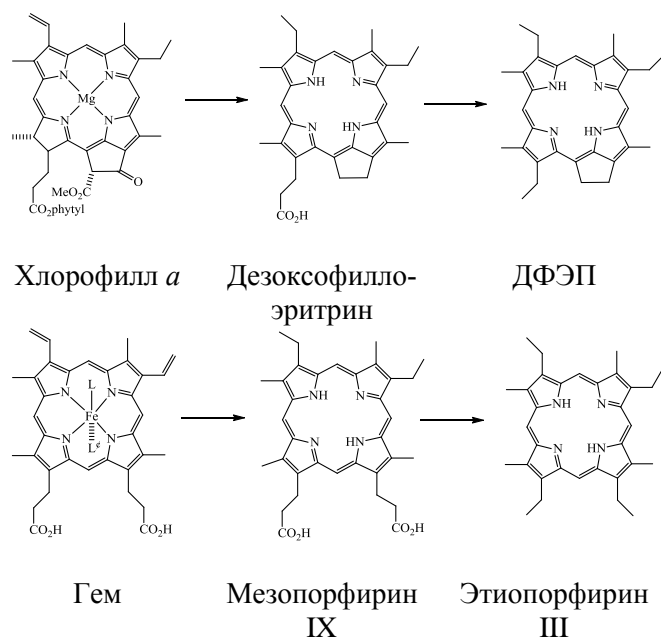 N
N
Mg
N
N
O
MeO₂C
CO₂phytyl
NH
N
N
HN
CO₂H
NH
N
N
HN
Хлорофилл a
Дезоксофилло-
эритрин
ДФЭП
L
N
N
Fe
N
L¢
N
CO₂H
CO₂H
NH
N
N
HN
CO₂H
CO₂H
NH
N
N
HN
Гем
Мезопорфирин
IX
Этиопорфирин
III